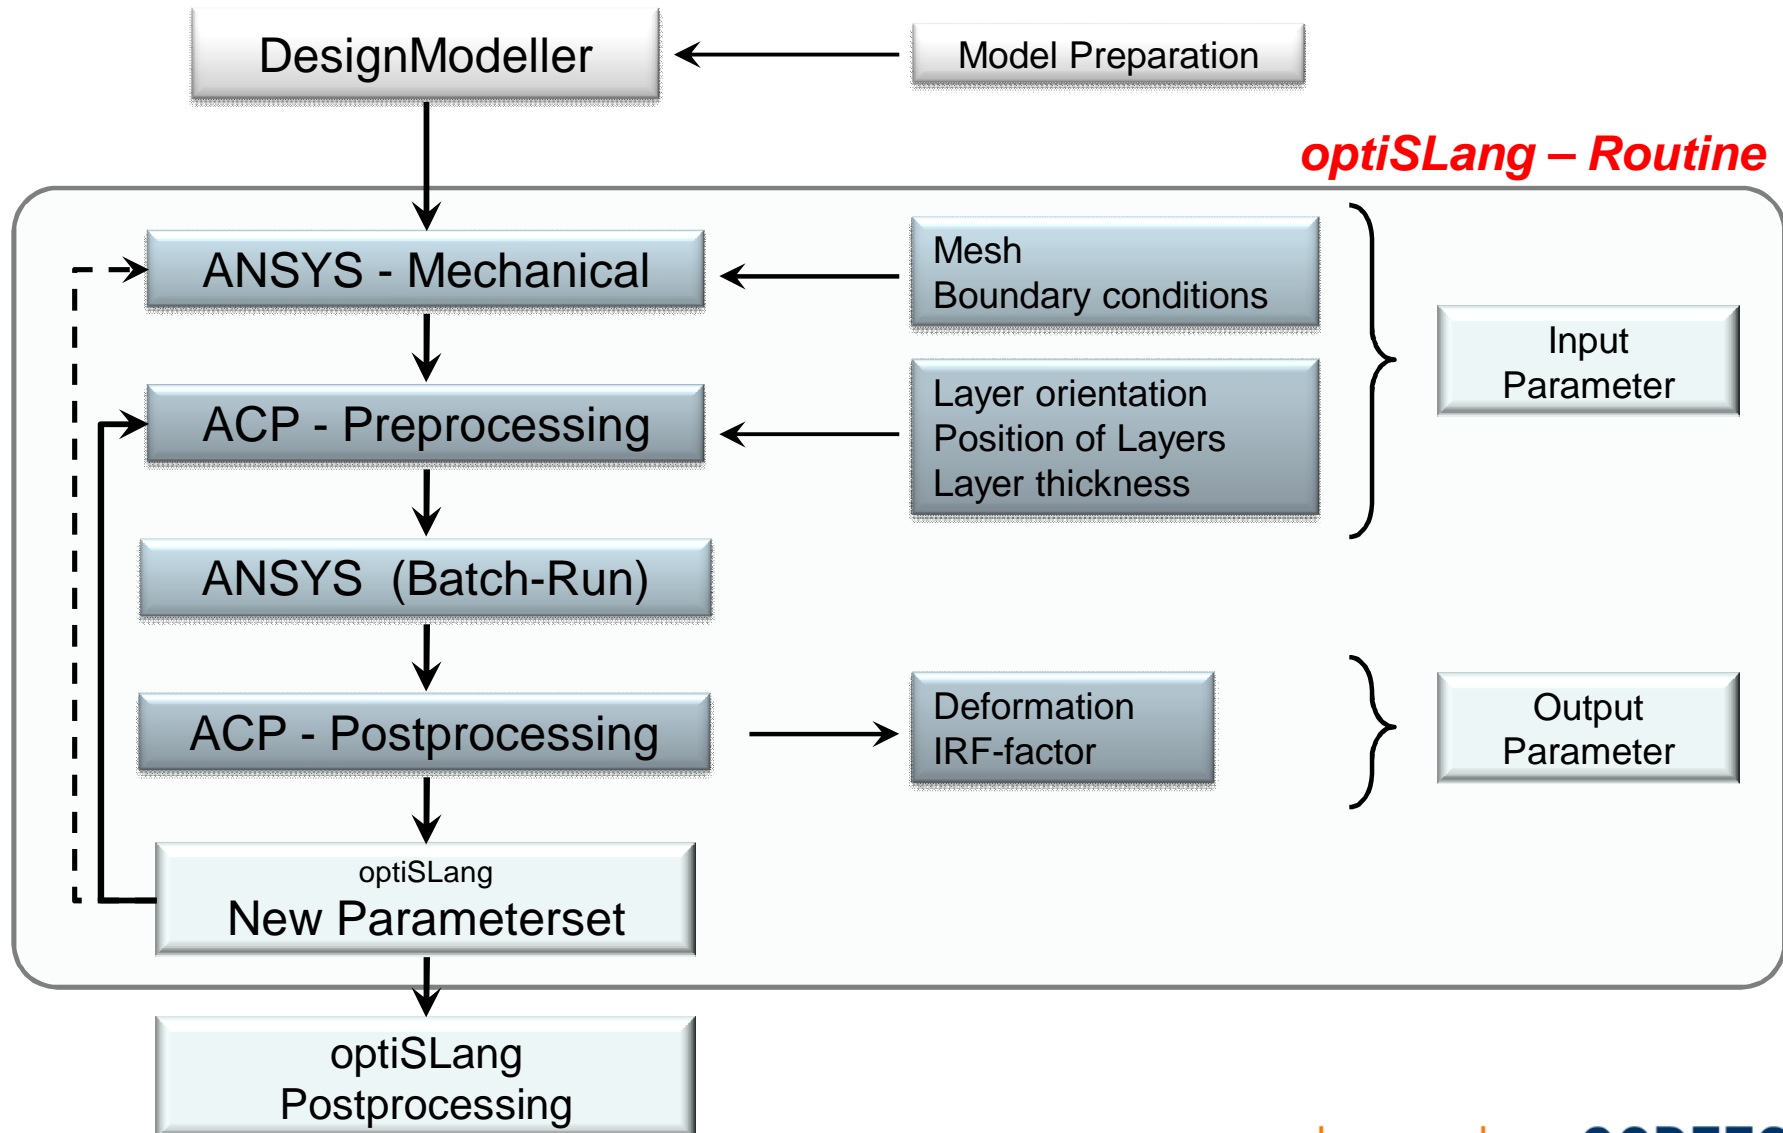 DesignModeller
Model Preparation
optiSLang – Routine
ANSYS - Mechanical
Mesh
Boundary conditions
Input
Parameter
ACP - Preprocessing
Layer orientation
Position of Layers
Layer thickness
ANSYS (Batch-Run)
ACP - Postprocessing
Deformation
IRF-factor
Output
Parameter
optiSLang
New Parameterset
optiSLang
Postprocessing